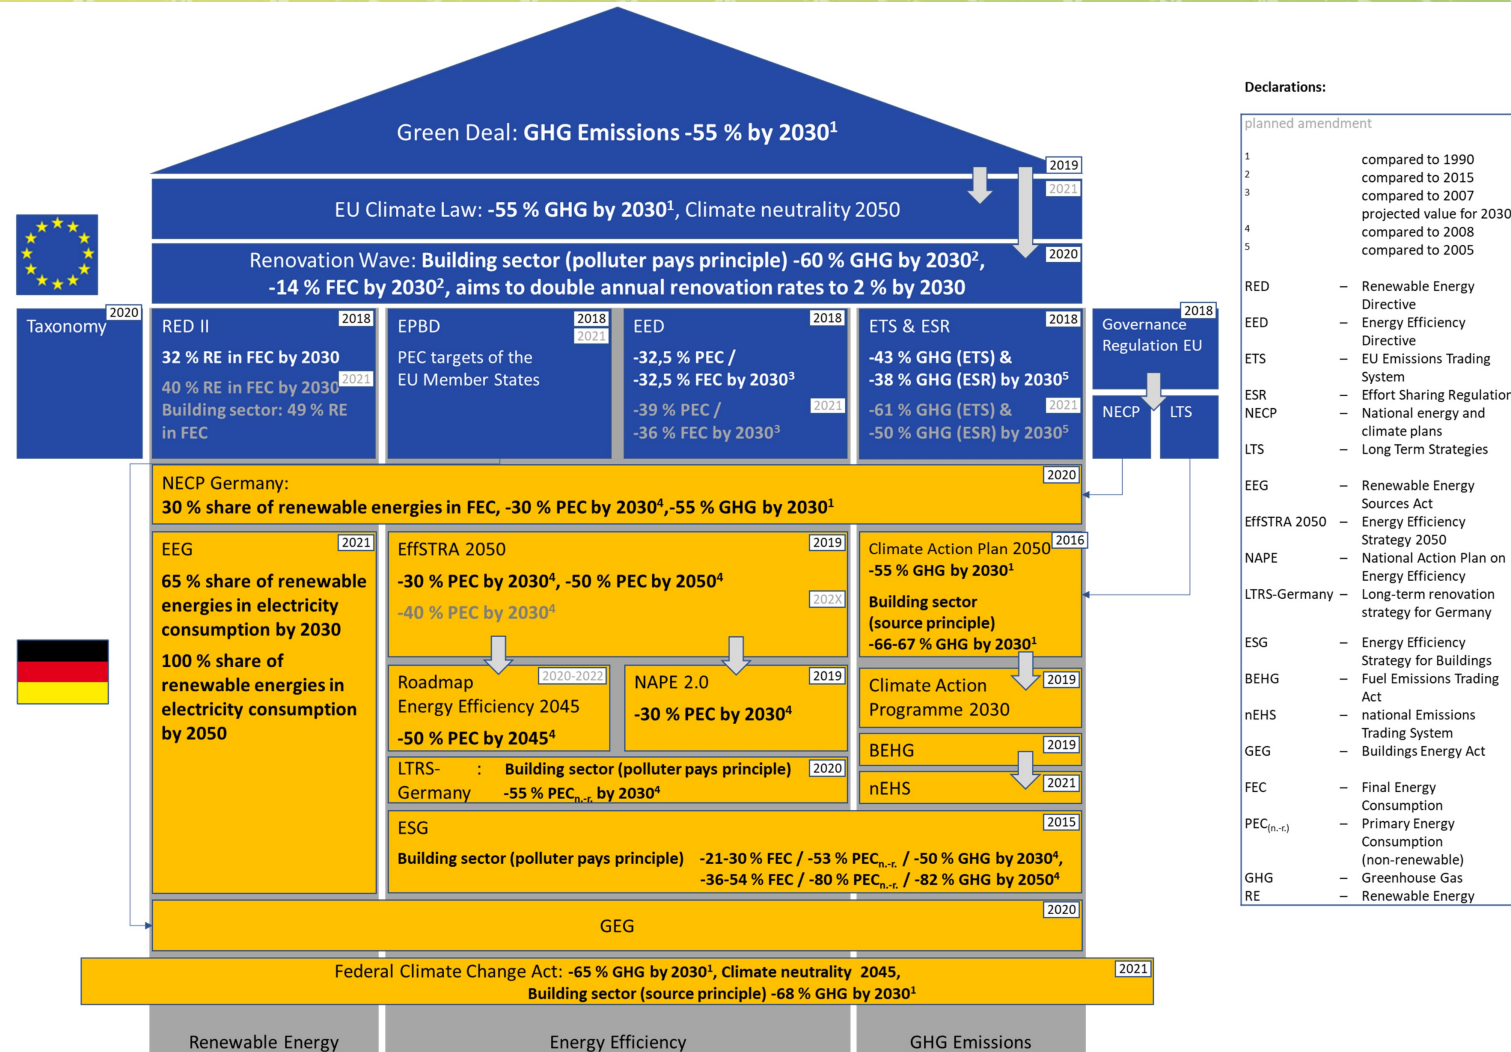 Green Deal: GHG Emissions -55 % by 2030¹
2019
EU Climate Law: -55 % GHG by 2030¹, Climate neutrality 2050
2021
Renovation Wave: Building sector (polluter pays principle) -60 % GHG by 2030²,
-14 % FEC by 2030², aims to double annual renovation rates to 2 % by 2030
2020
Taxonomy
2020
RED II
2018
32 % RE in FEC by 2030
40 % RE in FEC by 2030
2021
Building sector: 49 % RE
in FEC
EPBD
2018
2021
PEC targets of the
EU Member States
EED
2018
-32,5 % PEC /
-32,5 % FEC by 2030³
-39 % PEC /
2021
-36 % FEC by 2030³
ETS & ESR
2018
-43 % GHG (ETS) &
-38 % GHG (ESR) by 2030⁵
-61 % GHG (ETS) &
2021
-50 % GHG (ESR) by 2030⁵
2018
Governance
Regulation EU
NECP
LTS
NECP Germany:
2020
30 % share of renewable energies in FEC, -30 % PEC by 2030⁴,-55 % GHG by 2030¹
EEG
2021
65 % share of renewable
energies in electricity
consumption by 2030
100 % share of
renewable energies in
electricity consumption
by 2050
EffSTRA 2050
2019
-30 % PEC by 2030⁴, -50 % PEC by 2050⁴
202X
-40 % PEC by 2030⁴
Climate Action Plan 2050
2016
-55 % GHG by 2030¹
Building sector
(source principle)
-66-67 % GHG by 2030¹
Roadmap
2020-2022
Energy Efficiency 2045
-50 % PEC by 2045⁴
NAPE 2.0
2019
-30 % PEC by 2030⁴
Climate Action
2019
Programme 2030
BEHG
2019
nEHS
2021
LTRS- : Building sector (polluter pays principle)
2020
Germany -55 % PECn.-r. by 2030⁴
ESG
2015
Building sector (polluter pays principle) -21-30 % FEC / -53 % PECn.-r. / -50 % GHG by 2030⁴,
-36-54 % FEC / -80 % PECn.-r. / -82 % GHG by 2050⁴
GEG
2020
Federal Climate Change Act: -65 % GHG by 2030¹, Climate neutrality 2045,
2021
Building sector (source principle) -68 % GHG by 2030¹
Renewable Energy
Energy Efficiency
GHG Emissions
Declarations:
planned amendment
1 compared to 1990
2 compared to 2015
3 compared to 2007
projected value for 2030
4 compared to 2008
5 compared to 2005
RED – Renewable Energy
Directive
EED – Energy Efficiency
Directive
ETS – EU Emissions Trading
System
ESR – Effort Sharing Regulation
NECP – National energy and
climate plans
LTS – Long Term Strategies
EEG – Renewable Energy
Sources Act
EffSTRA 2050 – Energy Efficiency
Strategy 2050
NAPE – National Action Plan on
Energy Efficiency
LTRS-Germany – Long-term renovation
strategy for Germany
ESG – Energy Efficiency
Strategy for Buildings
BEHG – Fuel Emissions Trading
Act
nEHS – national Emissions
Trading System
GEG – Buildings Energy Act
FEC – Final Energy
Consumption
PEC(n.-r.) – Primary Energy
Consumption
(non-renewable)
GHG – Greenhouse Gas
RE – Renewable Energy